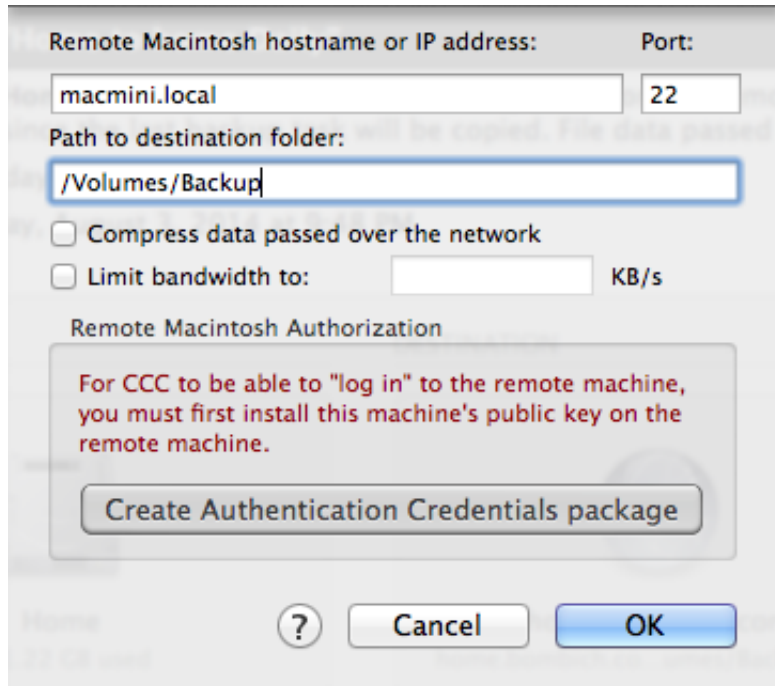 Remote Macintosh hostname or IP address: Port:
macmini.local 22
Path to destination folder:
/Volumes/Backup
Compress data passed over the network
Limit bandwidth to: KB/s
Remote Macintosh Authorization
For CCC to be able to "log in" to the remote machine,
you must first install this machine's public key on the
remote machine.
Create Authentication Credentials package
? Cancel OK
Home